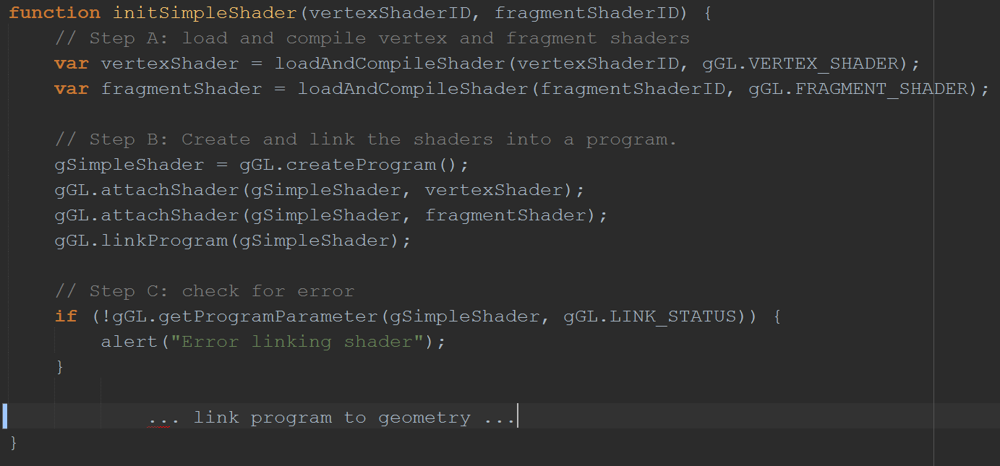 function initSimpleShader(vertexShaderID, fragmentShaderID) {
    // Step A: load and compile vertex and fragment shaders
    var vertexShader = loadAndCompileShader(vertexShaderID, gGL.VERTEX_SHADER);
    var fragmentShader = loadAndCompileShader(fragmentShaderID, gGL.FRAGMENT_SHADER);

    // Step B: Create and link the shaders into a program.
    gSimpleShader = gGL.createProgram();
    gGL.attachShader(gSimpleShader, vertexShader);
    gGL.attachShader(gSimpleShader, fragmentShader);
    gGL.linkProgram(gSimpleShader);

    // Step C: check for error
    if (!gGL.getProgramParameter(gSimpleShader, gGL.LINK_STATUS)) {
        alert("Error linking shader");
    }

            ... link program to geometry ...
}